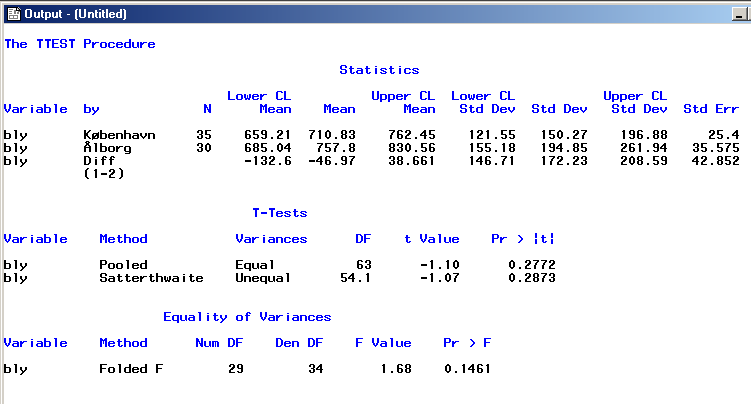 Output - (Untitled)
The TTEST Procedure
Statistics
Lower CL Upper CL Lower CL Upper CL
Variable by N Mean Mean Mean Std Dev Std Dev Std Dev Std Err
bly København 35 659.21 710.83 762.45 121.55 150.27 196.88 25.4
bly Ålborg 30 685.04 757.8 830.56 155.18 194.85 261.94 35.575
bly Diff -132.6 -46.97 38.661 146.71 172.23 208.59 42.852
(1-2)
T-Tests
Variable Method Variances DF t Value Pr > |t|
bly Pooled Equal 63 -1.10 0.2772
bly Satterthwaite Unequal 54.1 -1.07 0.2873
Equality of Variances
Variable Method Num DF Den DF F Value Pr > F
bly Folded F 29 34 1.68 0.1461